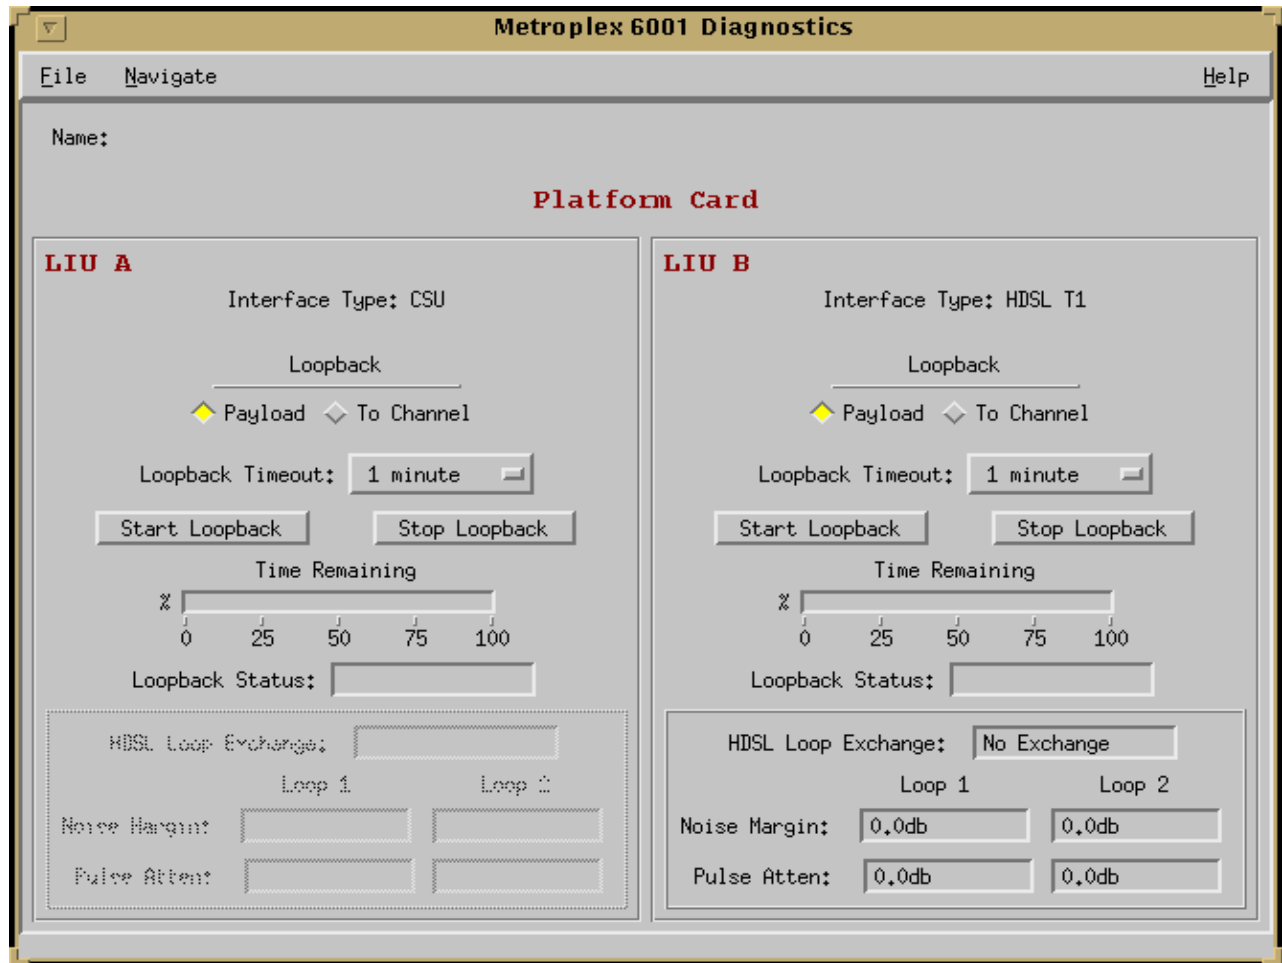 Metroplex 6001 Diagnostics
File Navigate Help
Name:
Platform Card
LIU A
Interface Type: CSU
Loopback
Payload To Channel
Loopback Timeout: 1 minute
Start Loopback Stop Loopback
Time Remaining
%
0 25 50 75 100
Loopback Status:
HDSL Loop Exchange:
Loop 1 Loop 2
Noise Margin:
Pulse Atten:
LIU B
Interface Type: HDSL T1
Loopback
Payload To Channel
Loopback Timeout: 1 minute
Start Loopback Stop Loopback
Time Remaining
%
0 25 50 75 100
Loopback Status:
HDSL Loop Exchange: No Exchange
Loop 1 Loop 2
Noise Margin: 0.0db 0.0db
Pulse Atten: 0.0db 0.0db